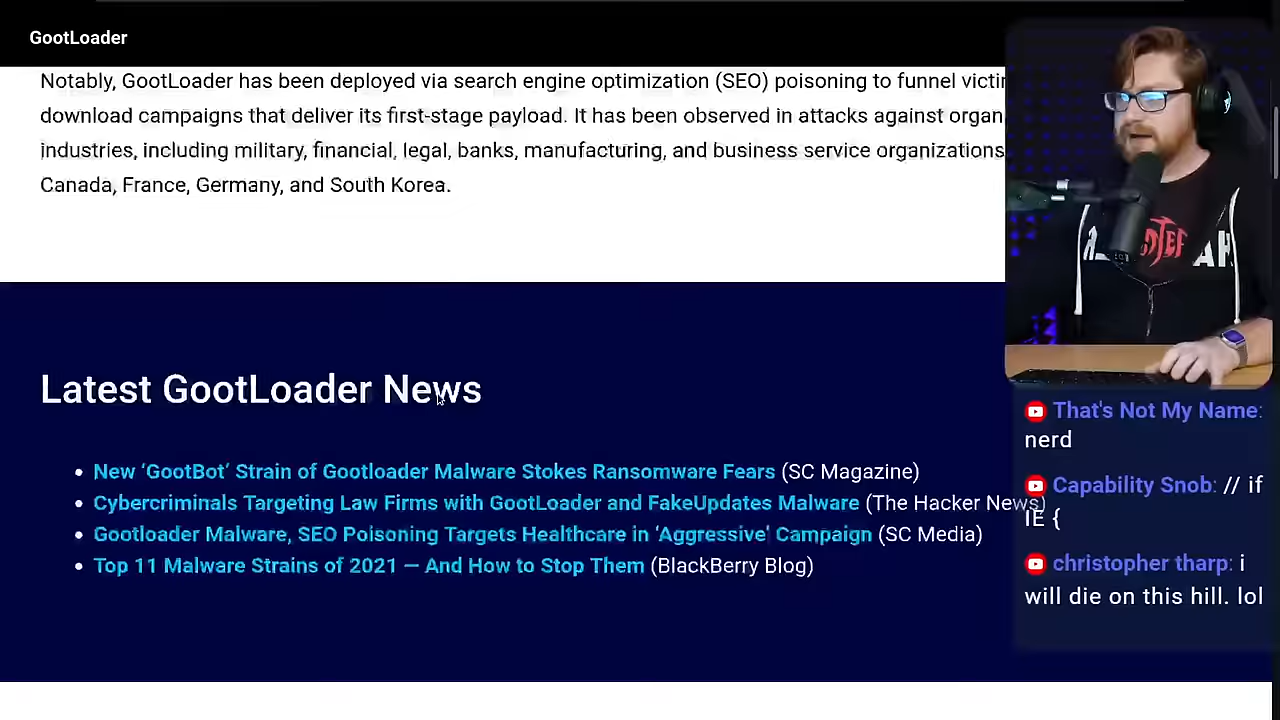 GootLoader
Notably, GootLoader has been deployed via search engine optimization (SEO) poisoning to funnel
download campaigns that deliver its first-stage payload. It has been observed in attacks against
industries, including military, financial, legal, banks, manufacturing, and business service organizations
Canada, France, Germany, and South Korea.
Latest GootLoader News
• New ‘GootBot’ Strain of Gootloader Malware Stokes Ransomware Fears (SC Magazine)
• Cybercriminals Targeting Law Firms with GootLoader and FakeUpdates Malware (The Hacker News)
• Gootloader Malware, SEO Poisoning Targets Healthcare in ‘Aggressive’ Campaign (SC Media)
• Top 11 Malware Strains of 2021 — And How to Stop Them (BlackBerry Blog)
That's Not My Name:
nerd
Capability Snob: // if
IE {
christopher tharp: i
will die on this hill. lol